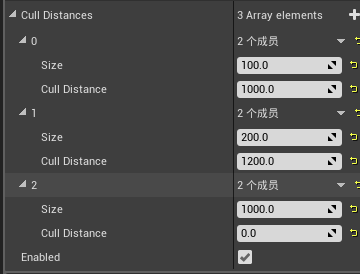 Cull Distances 3 Array elements
0 2 个成员
Size 100.0
Cull Distance 1000.0
1 2 个成员
Size 200.0
Cull Distance 1200.0
2 2 个成员
Size 1000.0
Cull Distance 0.0
Enabled